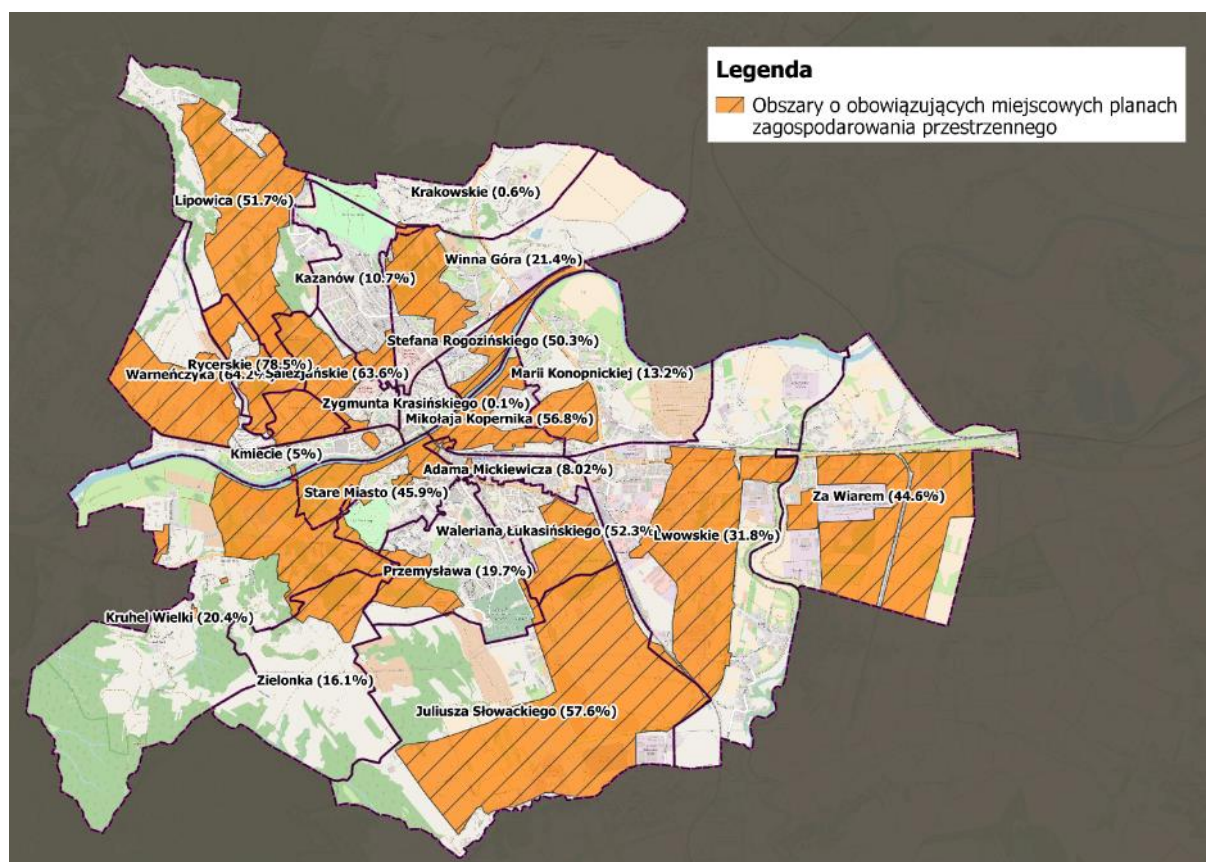 Legenda
Obszary o obowiązujących miejscowych planach
zagospodarowania przestrzennego
Krakowskie (0.6%)
Lipowica (51.7%)
Winna Góra (21.4%)
Kazanów (10.7%)
Stefana Rogozińskiego (50.3%)
Rycerskie (78.5%)
Warneńczyka (64.2%)
Salezjańskie (63.6%)
Marii Konopnickiej (13.2%)
Zygmunta Krasińskiego (0.1%)
Mikołaja Kopernika (56.8%)
Kmiecie (5%)
Adama Mickiewicza (8.02%)
Stare Miasto (45.9%)
Za Wiarem (44.6%)
Waleriana Łukasińskiego (52.3%)
Lwowskie (31.8%)
Przemysława (19.7%)
Kruhel Wielki (20.4%)
Zielonka (16.1%)
Juliusza Słowackiego (57.6%)